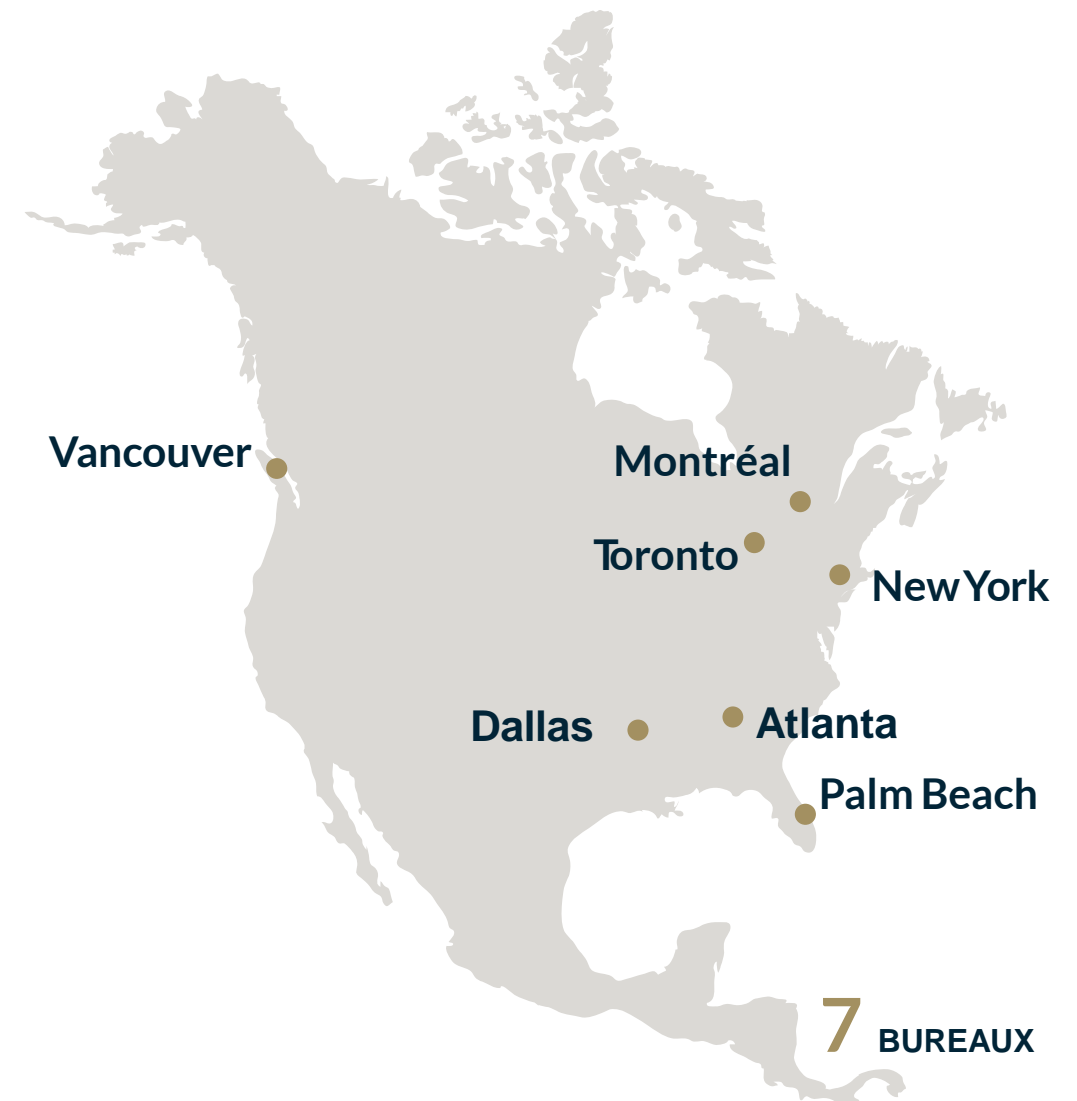 Vancouver
Montréal
Toronto
New York
Dallas
Atlanta
Palm Beach
7 BUREAUX